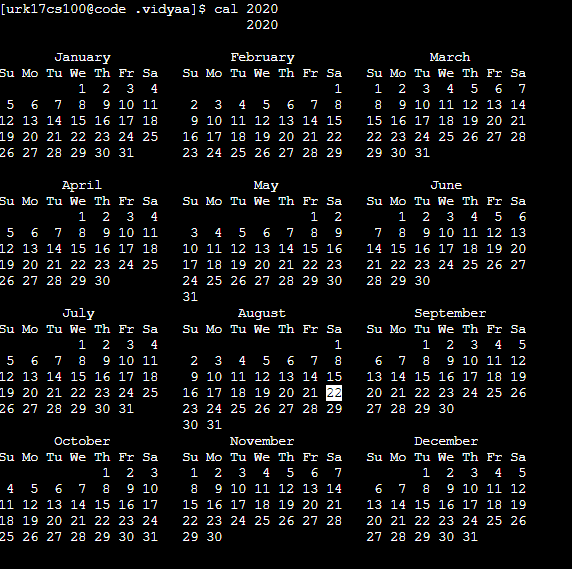 [urk17cs100@code .vidyaa]$ cal 2020
                               2020

       January               February                 March
Su Mo Tu We Th Fr Sa   Su Mo Tu We Th Fr Sa   Su Mo Tu We Th Fr Sa
          1  2  3  4                      1    1  2  3  4  5  6  7
 5  6  7  8  9 10 11    2  3  4  5  6  7  8    8  9 10 11 12 13 14
12 13 14 15 16 17 18    9 10 11 12 13 14 15   15 16 17 18 19 20 21
19 20 21 22 23 24 25   16 17 18 19 20 21 22   22 23 24 25 26 27 28
26 27 28 29 30 31      23 24 25 26 27 28 29   29 30 31

        April                   May                   June
Su Mo Tu We Th Fr Sa   Su Mo Tu We Th Fr Sa   Su Mo Tu We Th Fr Sa
          1  2  3  4                   1  2       1  2  3  4  5  6
 5  6  7  8  9 10 11    3  4  5  6  7  8  9    7  8  9 10 11 12 13
12 13 14 15 16 17 18   10 11 12 13 14 15 16   14 15 16 17 18 19 20
19 20 21 22 23 24 25   17 18 19 20 21 22 23   21 22 23 24 25 26 27
26 27 28 29 30         24 25 26 27 28 29 30   28 29 30
                       31
        July                  August                September
Su Mo Tu We Th Fr Sa   Su Mo Tu We Th Fr Sa   Su Mo Tu We Th Fr Sa
          1  2  3  4                      1          1  2  3  4  5
 5  6  7  8  9 10 11    2  3  4  5  6  7  8    6  7  8  9 10 11 12
12 13 14 15 16 17 18    9 10 11 12 13 14 15   13 14 15 16 17 18 19
19 20 21 22 23 24 25   16 17 18 19 20 21 22   20 21 22 23 24 25 26
26 27 28 29 30 31      23 24 25 26 27 28 29   27 28 29 30
                       30 31
       October               November               December
Su Mo Tu We Th Fr Sa   Su Mo Tu We Th Fr Sa   Su Mo Tu We Th Fr Sa
             1  2  3    1  2  3  4  5  6  7          1  2  3  4  5
 4  5  6  7  8  9 10    8  9 10 11 12 13 14    6  7  8  9 10 11 12
11 12 13 14 15 16 17   15 16 17 18 19 20 21   13 14 15 16 17 18 19
18 19 20 21 22 23 24   22 23 24 25 26 27 28   20 21 22 23 24 25 26
25 26 27 28 29 30 31   29 30                  27 28 29 30 31